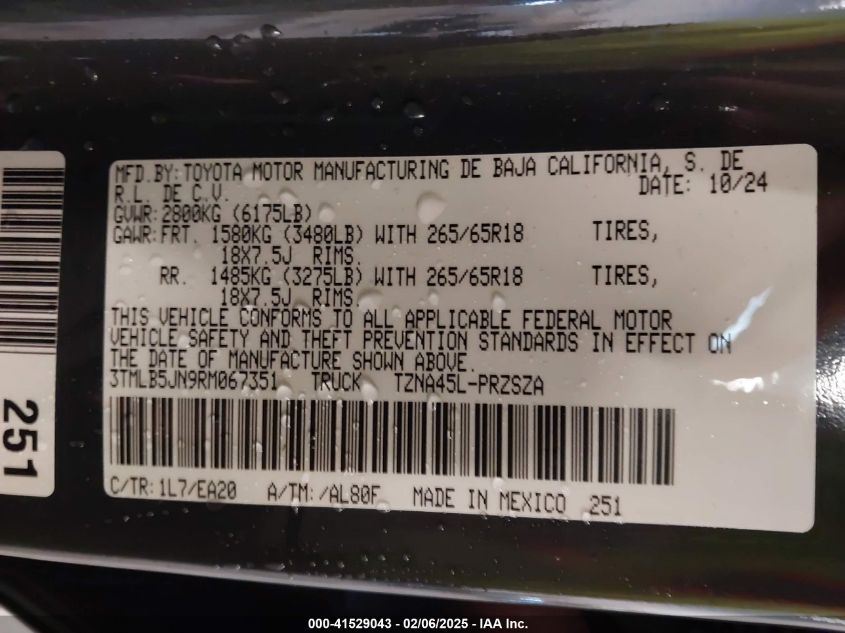 MFD.BY:TOYOTA MOTOR MANUFACTURING DE BAJA CALIFORNIA, S. DE
R.L. DE C.V. DATE: 10/24
GVWR:2800KG (6175LB)
GAWR:FRT. 1580KG (3480LB) WITH 265/65R18 TIRES,
18X7.5J RIMS.
RR. 1485KG (3275LB) WITH 265/65R18 TIRES,
18X7.5J RIMS.
THIS VEHICLE CONFORMS TO ALL APPLICABLE FEDERAL MOTOR
VEHICLE SAFETY AND THEFT PREVENTION STANDARDS IN EFFECT ON
THE DATE OF MANUFACTURE SHOWN ABOVE.
3TMLB5JN9RM067351 TRUCK TZNA45L-PRZSZA
C/TR:1L7/EA20 A/TM:/AL80F MADE IN MEXICO 251
251
000-41529043 - 02/06/2025 - IAA Inc.